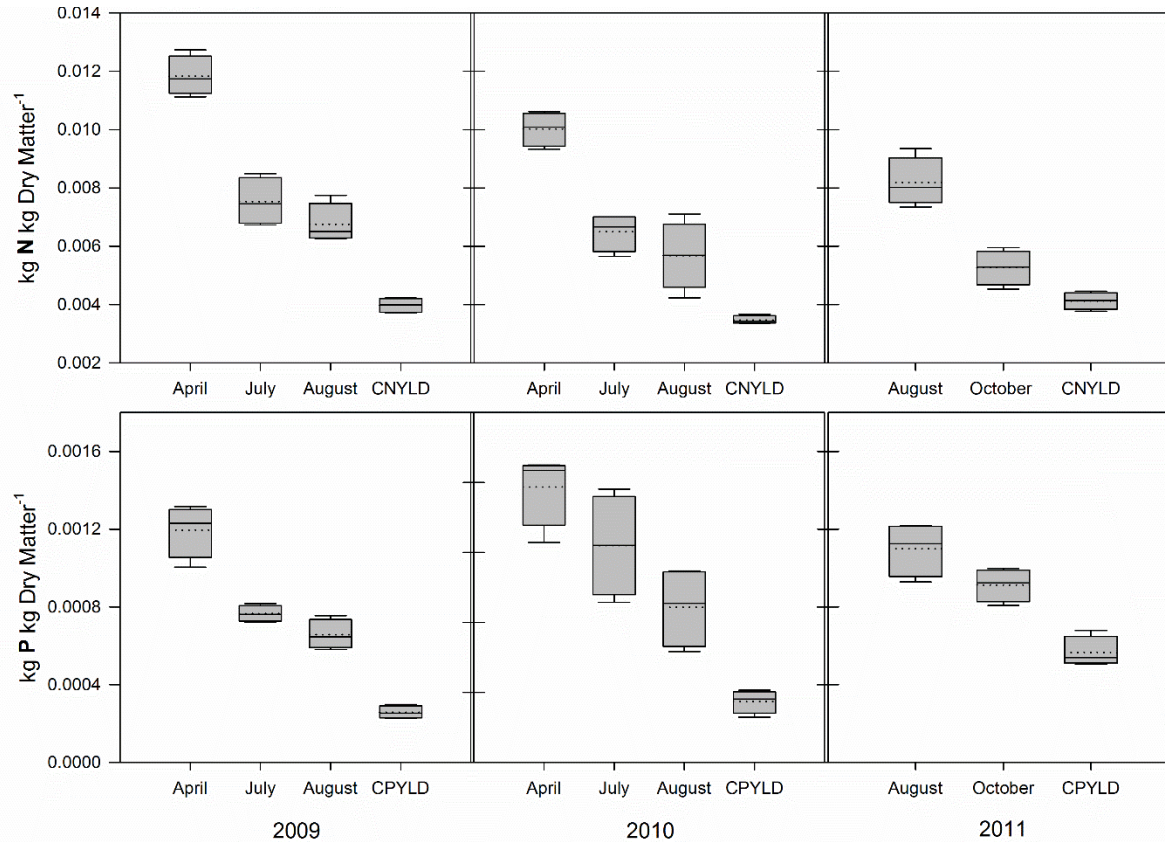 kg N kg Dry Matter-1
0.014
0.012
0.010
0.008
0.006
0.004
0.002
April July August CNYLD
April July August CNYLD
August October CNYLD
kg P kg Dry Matter-1
0.0016
0.0012
0.0008
0.0004
0.0000
April July August CPYLD
April July August CPYLD
August October CPYLD
2009 2010 2011